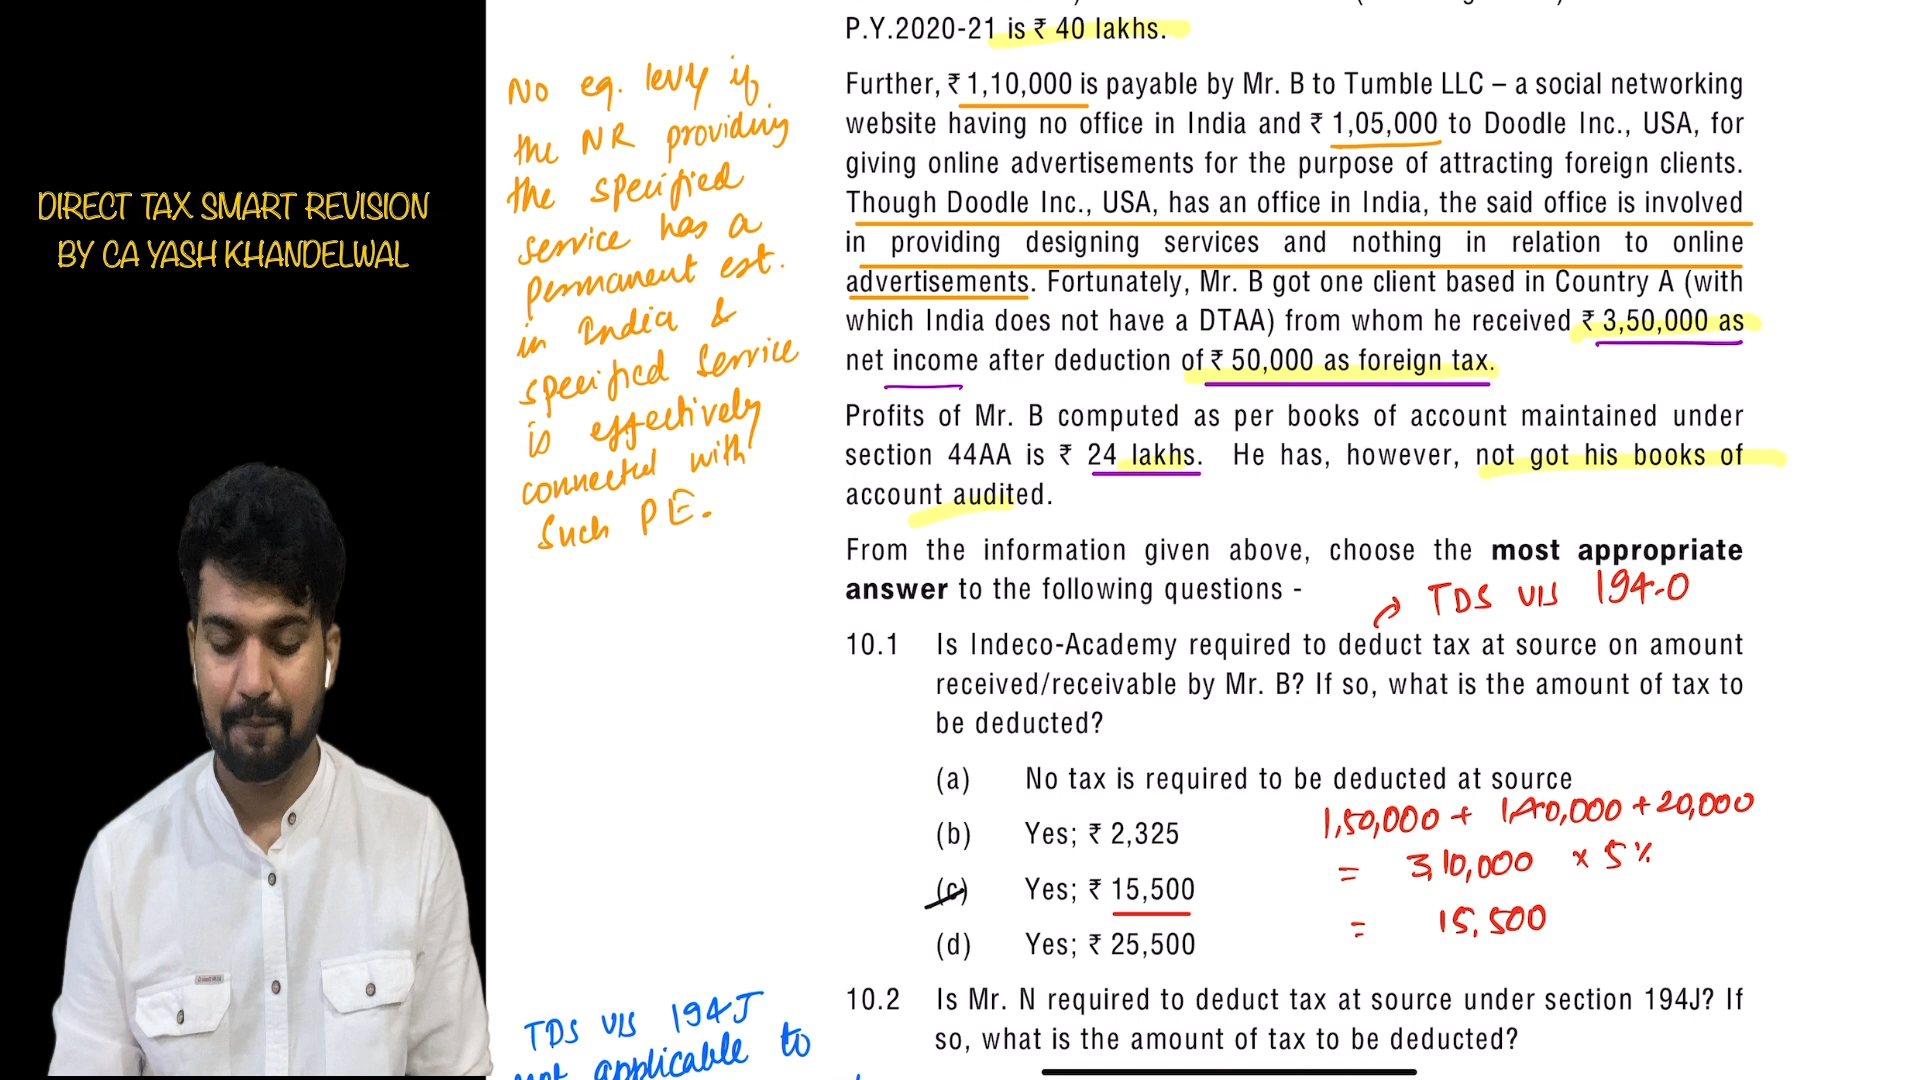 DIRECT TAX SMART REVISION
BY CA YASH KHANDELWAL
No eq. levy if
the NR providing
the specified
service has a
permanent est.
in India &
specified service
is effectively
connected with
such PE.
P.Y.2020-21 is ₹ 40 lakhs.
Further, ₹ 1,10,000 is payable by Mr. B to Tumble LLC – a social networking
website having no office in India and ₹ 1,05,000 to Doodle Inc., USA, for
giving online advertisements for the purpose of attracting foreign clients.
Though Doodle Inc., USA, has an office in India, the said office is involved
in providing designing services and nothing in relation to online
advertisements. Fortunately, Mr. B got one client based in Country A (with
which India does not have a DTAA) from whom he received ₹ 3,50,000 as
net income after deduction of ₹ 50,000 as foreign tax.
Profits of Mr. B computed as per books of account maintained under
section 44AA is ₹ 24 lakhs. He has, however, not got his books of
account audited.
From the information given above, choose the most appropriate
answer to the following questions -
TDS u/s 194-O
10.1 Is Indeco-Academy required to deduct tax at source on amount
received/receivable by Mr. B? If so, what is the amount of tax to
be deducted?
(a) No tax is required to be deducted at source
(b) Yes; ₹ 2,325
(c) Yes; ₹ 15,500
(d) Yes; ₹ 25,500
1,50,000 + 1,40,000 + 20,000
= 3,10,000 × 5%
= 15,500
10.2 Is Mr. N required to deduct tax at source under section 194J? If
so, what is the amount of tax to be deducted?
TDS u/s 194J
not applicable to